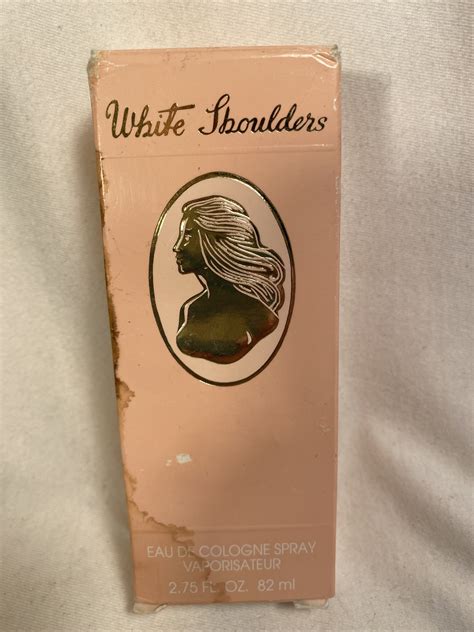 White Shoulders
EAU DE COLOGNE SPRAY
VAPORISATEUR
2.75 FL. OZ. 82 ml